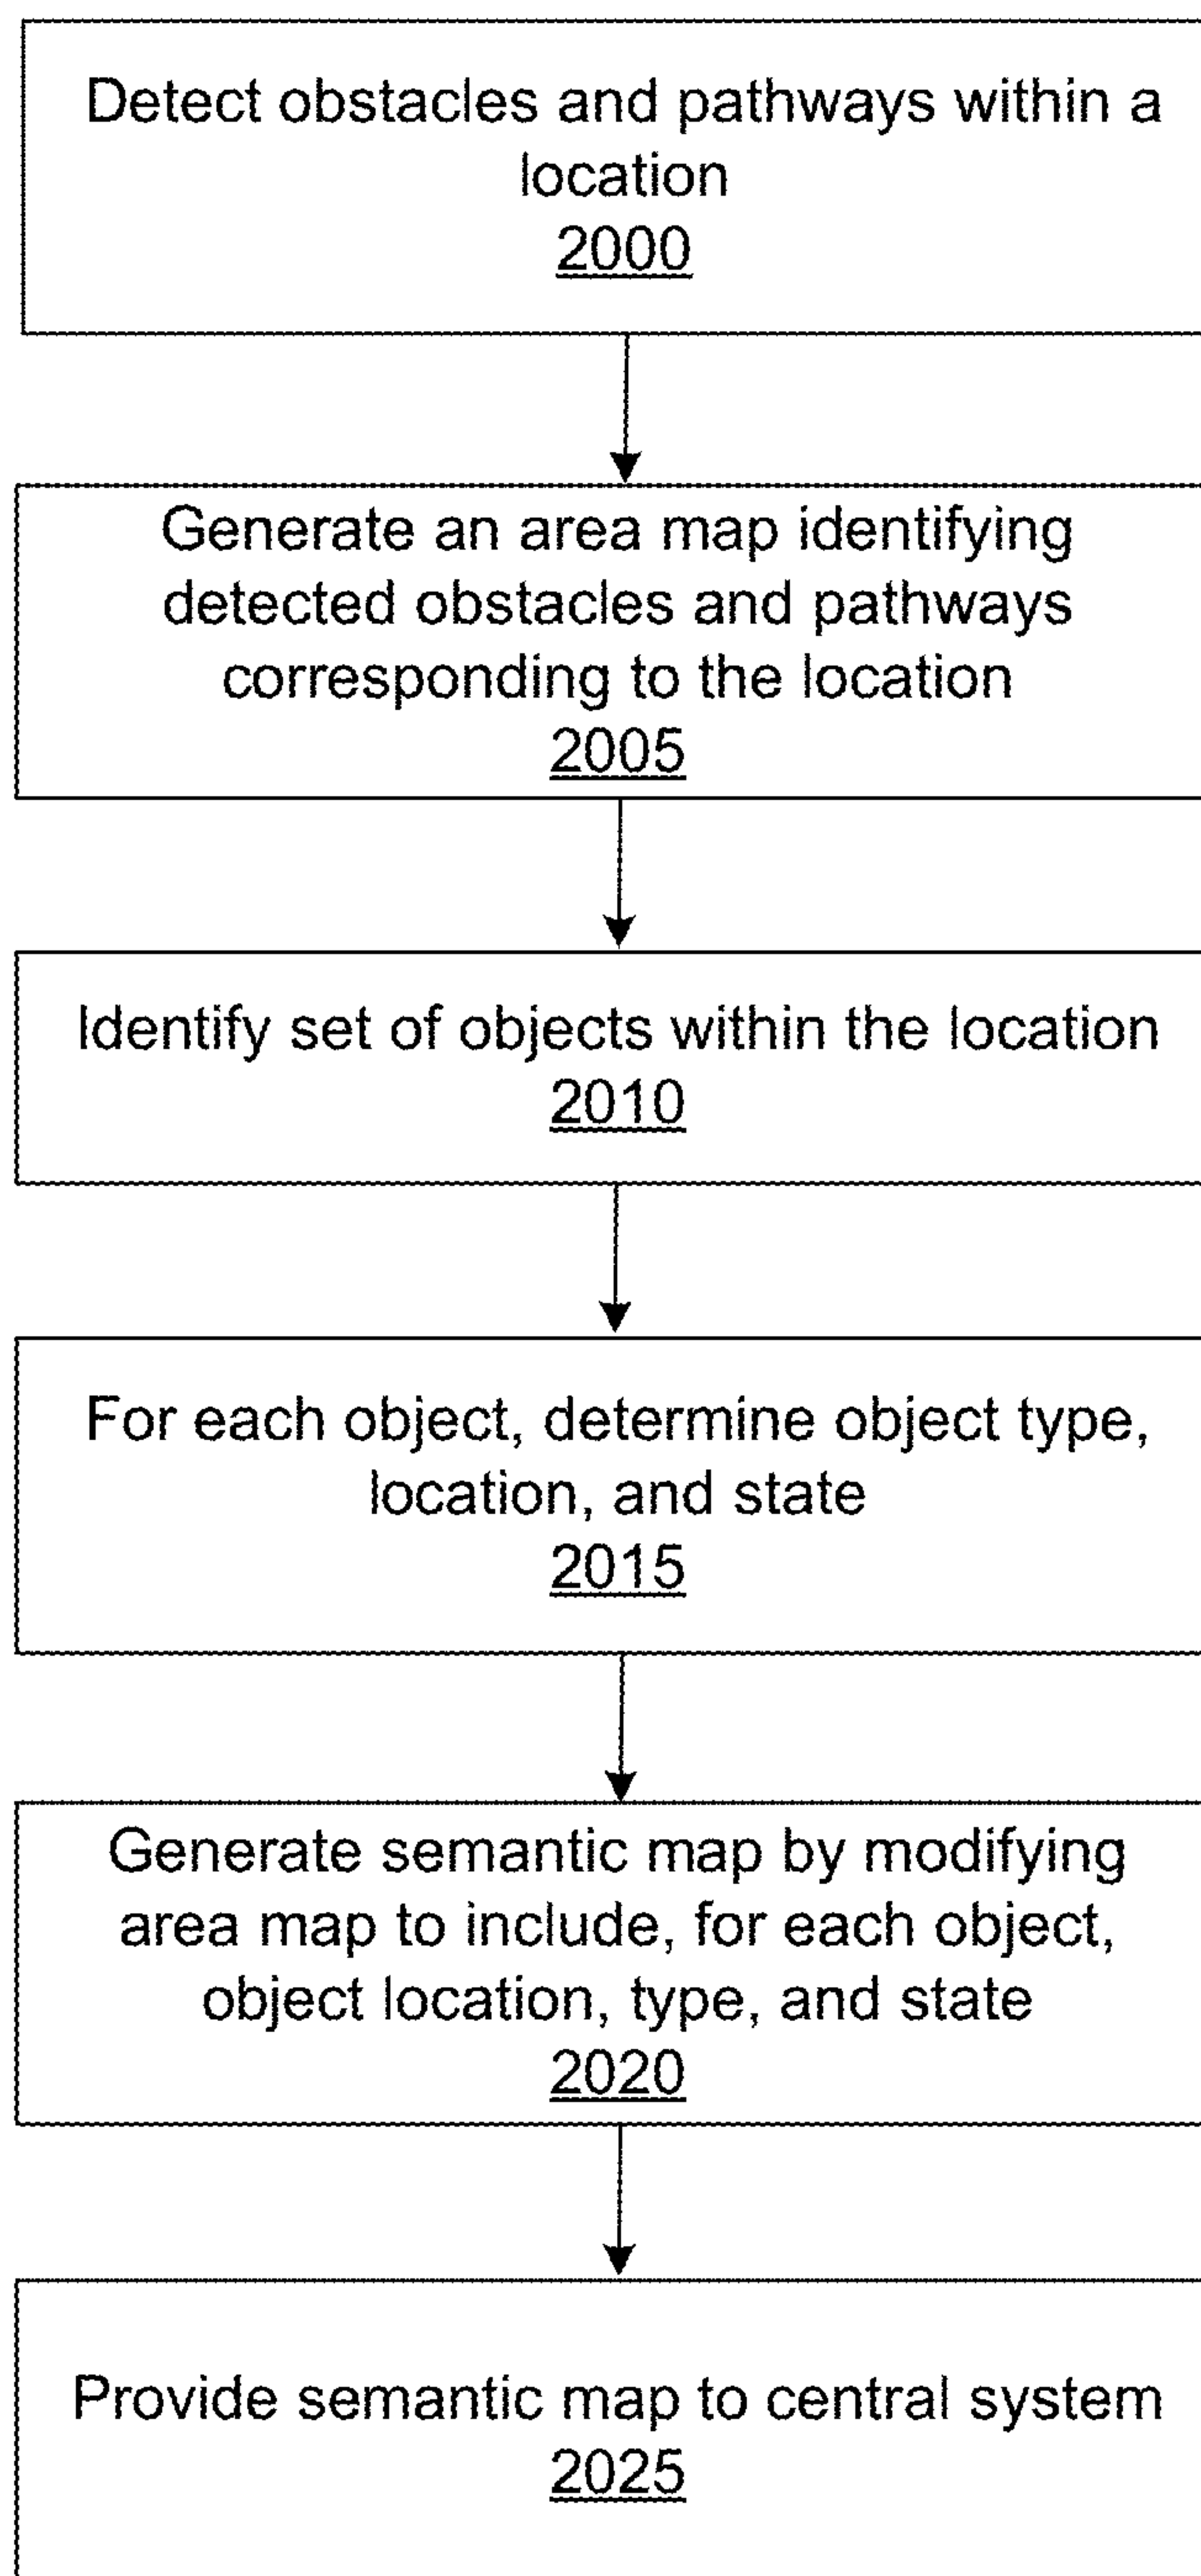 Detect obstacles and pathways within a
location
2000
Generate an area map identifying
detected obstacles and pathways
corresponding to the location
2005
Identify set of objects within the location
2010
For each object, determine object type,
location, and state
2015
Generate semantic map by modifying
area map to include, for each object,
object location, type, and state
2020
Provide semantic map to central system
2025